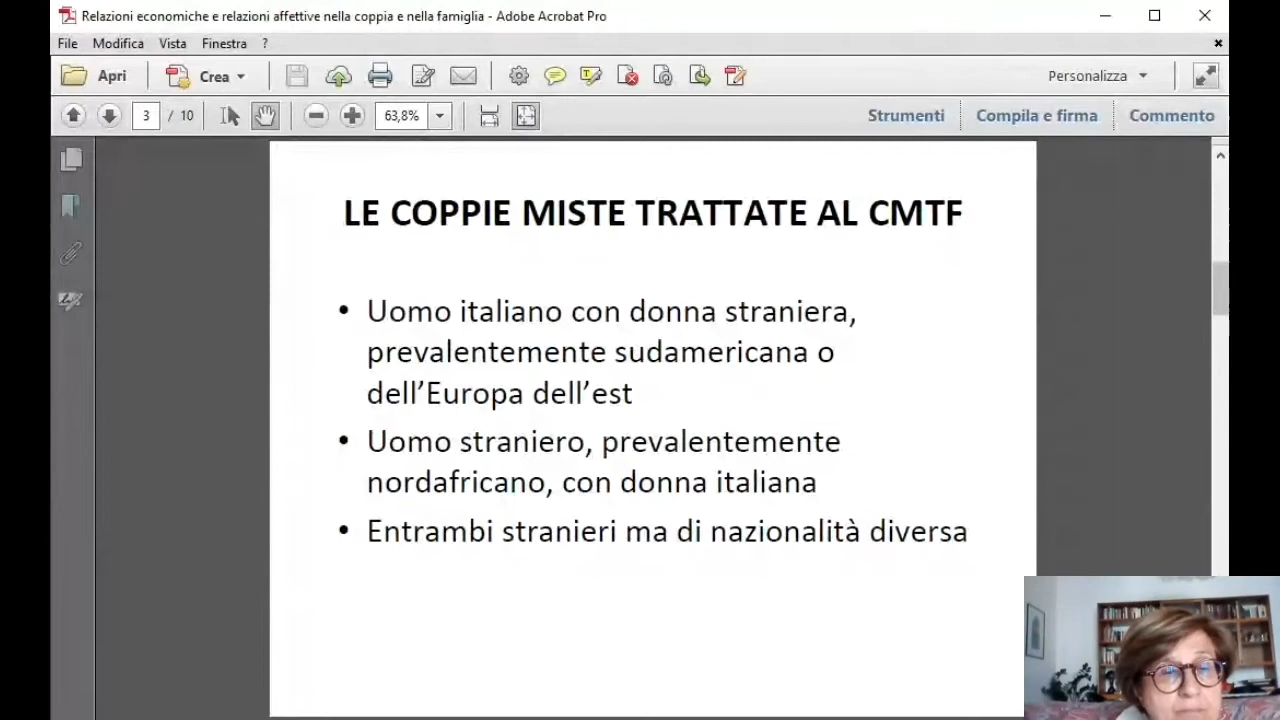 Relazioni economiche e relazioni affettive nella coppia e nella famiglia - Adobe Acrobat Pro
File Modifica Vista Finestra ?
Apri Crea Personalizza
3 / 10 63,8% Strumenti Compila e firma Commento
LE COPPIE MISTE TRATTATE AL CMTF
• Uomo italiano con donna straniera,
prevalentemente sudamericana o
dell’Europa dell’est
• Uomo straniero, prevalentemente
nordafricano, con donna italiana
• Entrambi stranieri ma di nazionalità diversa